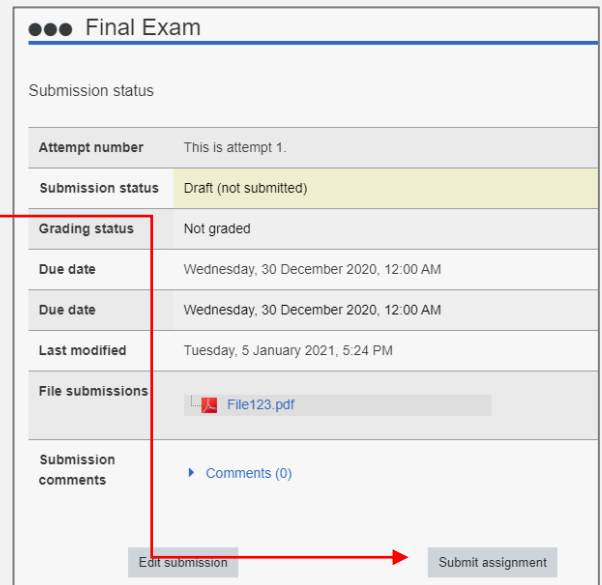 Final Exam
Submission status
Attempt number This is attempt 1.
Submission status Draft (not submitted)
Grading status Not graded
Due date Wednesday, 30 December 2020, 12:00 AM
Due date Wednesday, 30 December 2020, 12:00 AM
Last modified Tuesday, 5 January 2021, 5:24 PM
File submissions File123.pdf
Submission
comments Comments (0)
Edit submission Submit assignment